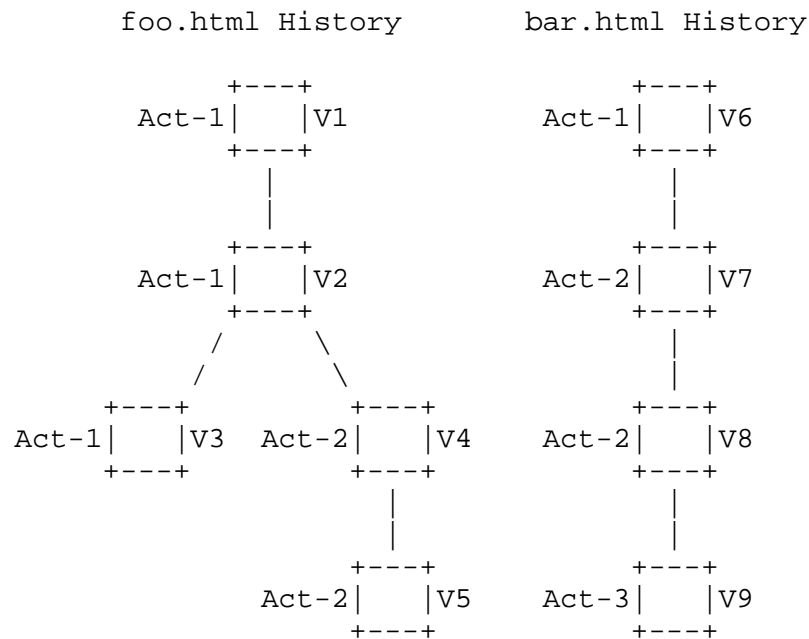 foo.html History bar.html History
+---+ +---+
Act-1| |V1 Act-1| |V6
+---+ +---+
| |
| |
+---+ +---+
Act-1| |V2 Act-2| |V7
+---+ +---+
/ \ |
/ \ |
+---+ +---+ +---+
Act-1| |V3 Act-2| |V4 Act-2| |V8
+---+ +---+ +---+
| |
| |
+---+ +---+
Act-2| |V5 Act-3| |V9
+---+ +---+